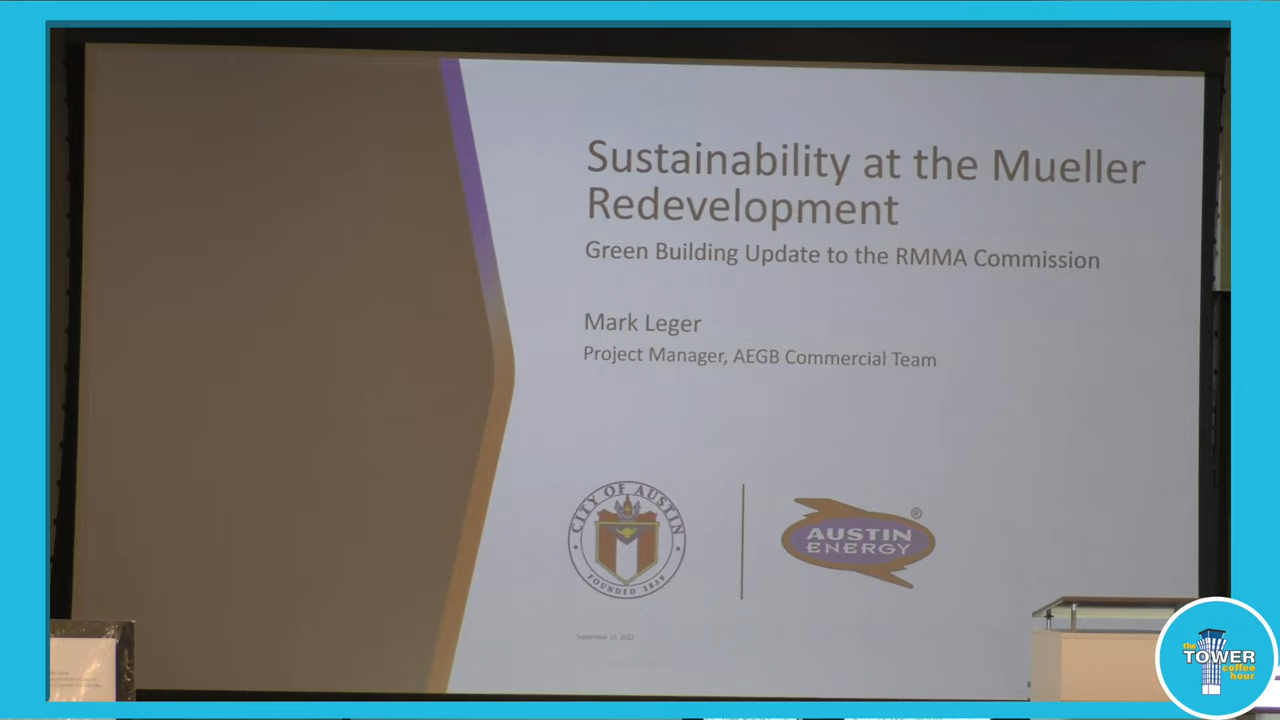 Sustainability at the Mueller
Redevelopment
Green Building Update to the RMMA Commission
Mark Leger
Project Manager, AEGB Commercial Team
CITY OF AUSTIN
FOUNDED 1839
AUSTIN
ENERGY
®
the
TOWER
coffee
hour